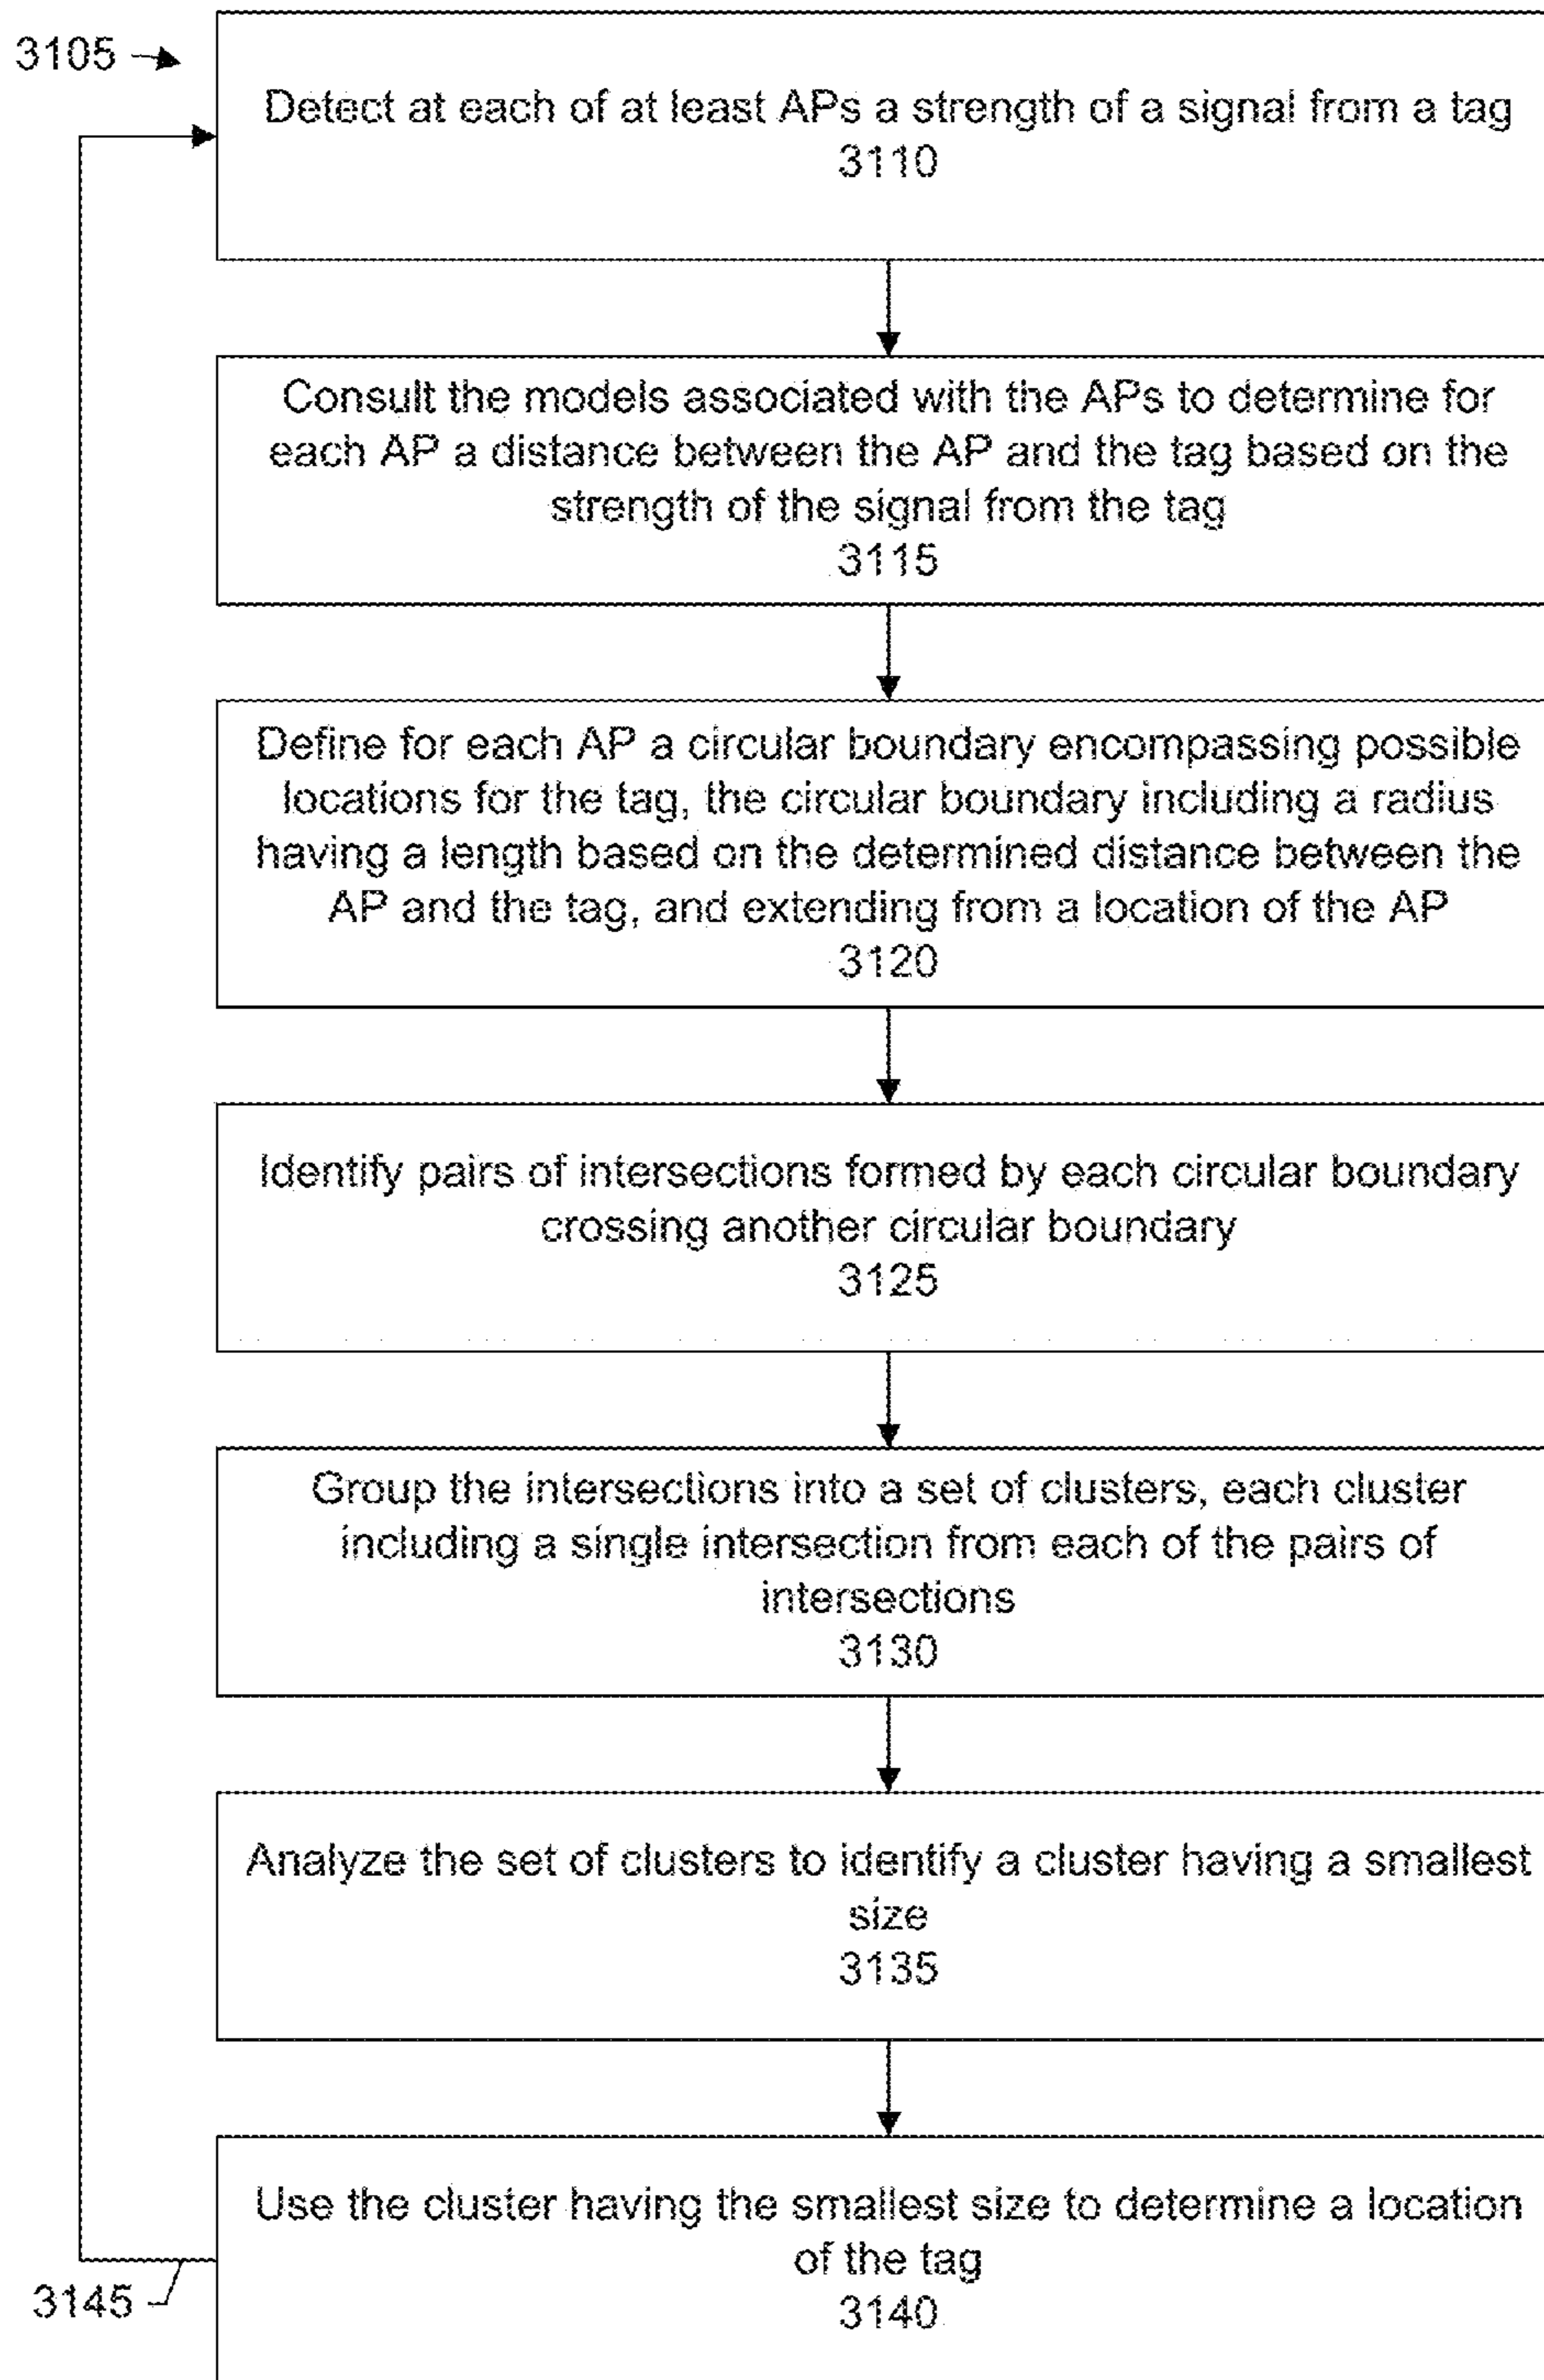 3105
Detect at each of at least APs a strength of a signal from a tag
3110
Consult the models associated with the APs to determine for
each AP a distance between the AP and the tag based on the
strength of the signal from the tag
3115
Define for each AP a circular boundary encompassing possible
locations for the tag, the circular boundary including a radius
having a length based on the determined distance between the
AP and the tag, and extending from a location of the AP
3120
Identify pairs of intersections formed by each circular boundary
crossing another circular boundary
3125
Group the intersections into a set of clusters, each cluster
including a single intersection from each of the pairs of
intersections
3130
Analyze the set of clusters to identify a cluster having a smallest
size
3135
Use the cluster having the smallest size to determine a location
of the tag
3140
3145